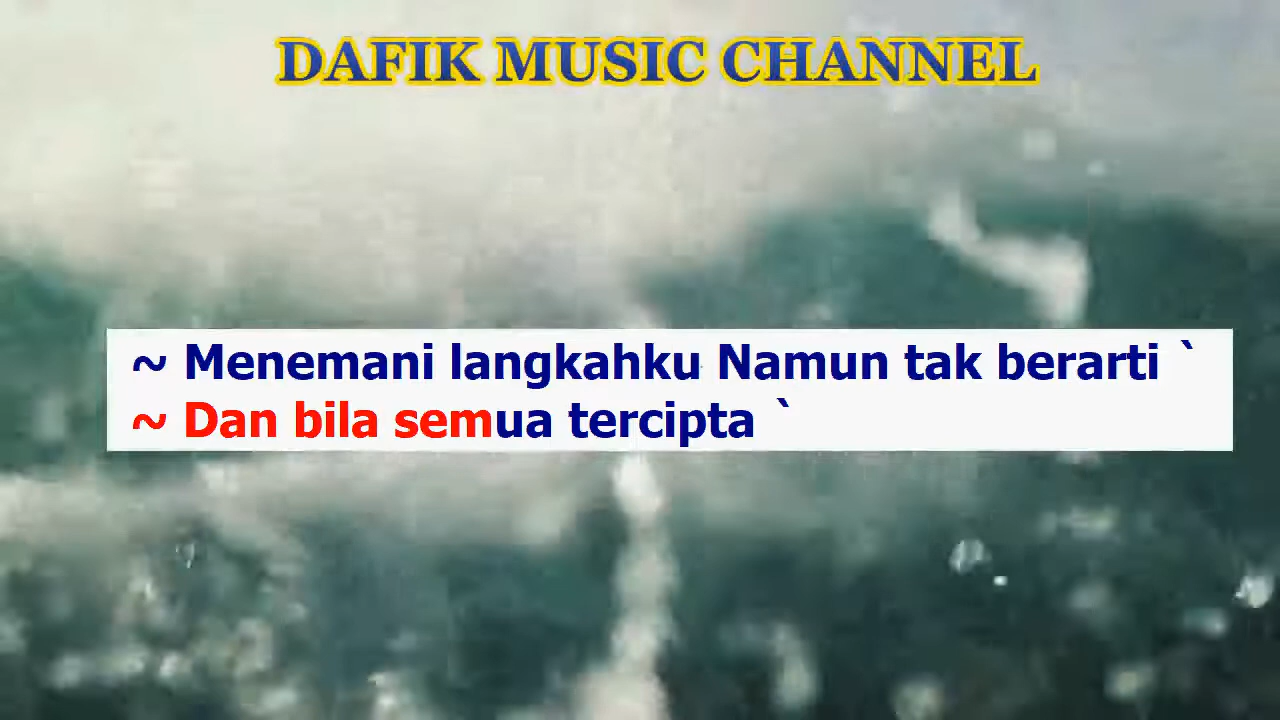 DAFIK MUSIC CHANNEL
~ Menemani langkahku Namun tak berarti `
~ Dan bila semua tercipta `